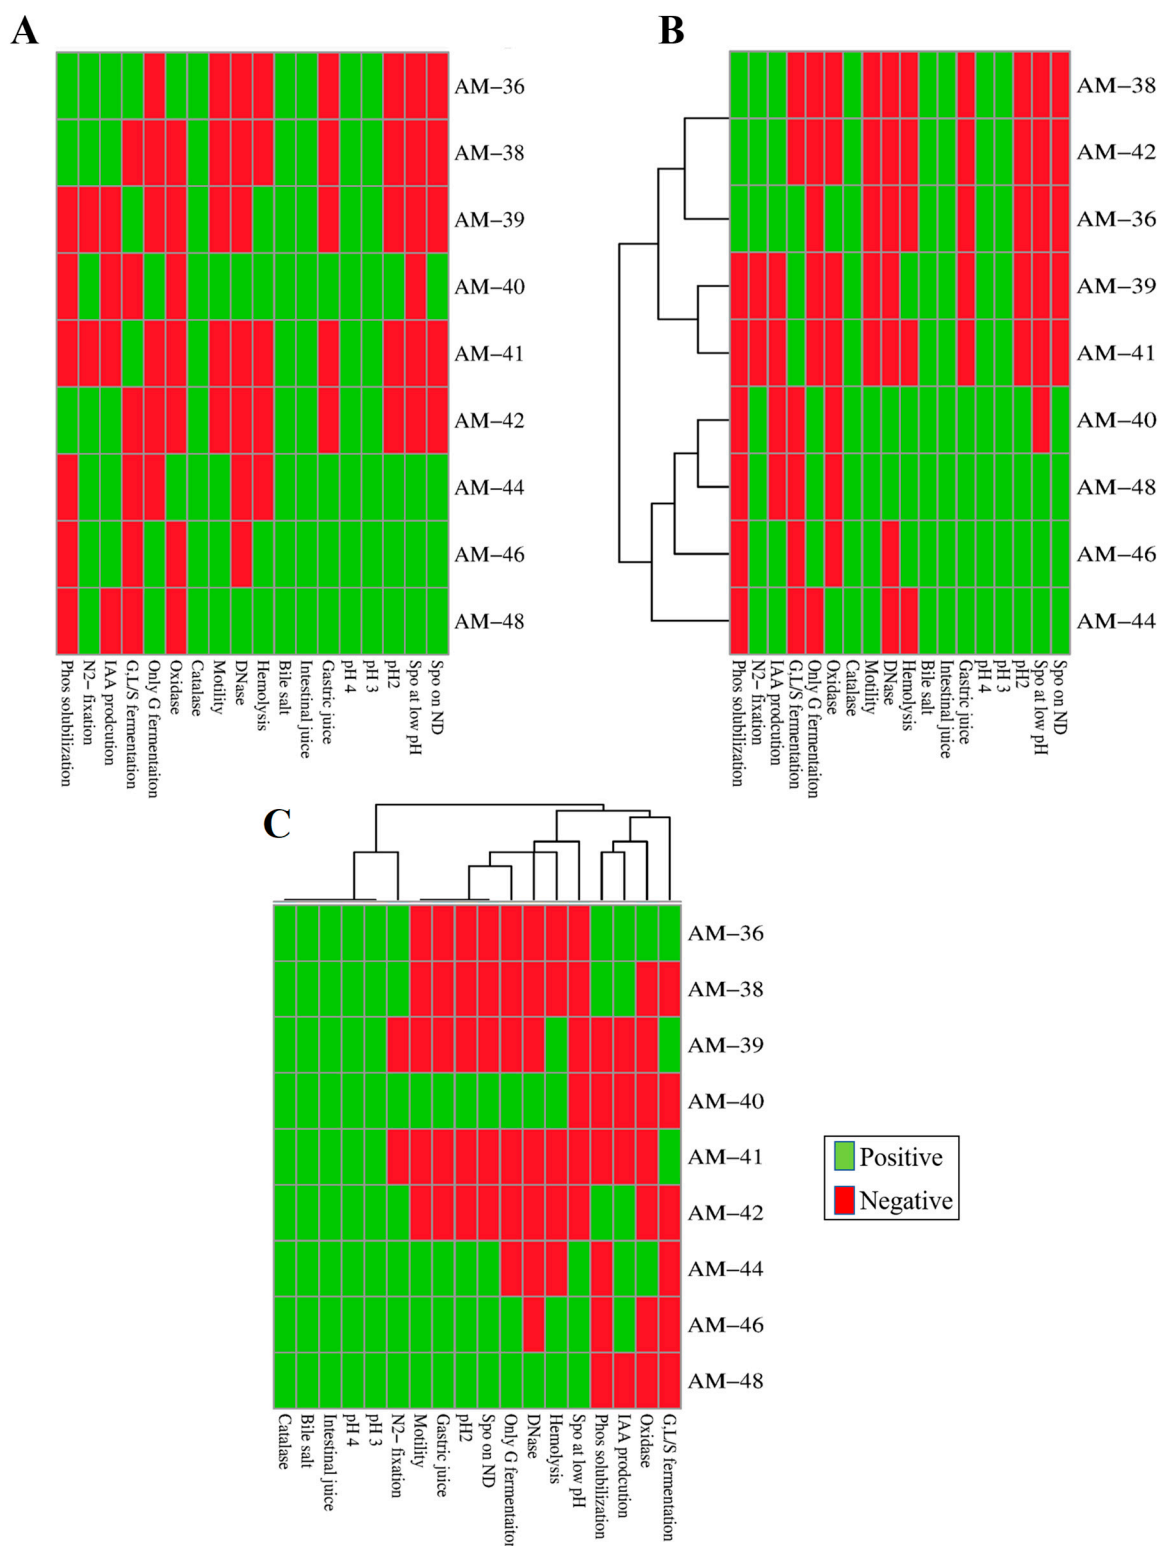 A
AM−36
AM−38
AM−39
AM−40
AM−41
AM−42
AM−44
AM−46
AM−48
Phos solubilization
N2− fixation
IAA prodcution
G,L/S fermentation
Only G fermentaiton
Oxidase
Catalase
Motility
DNase
Hemolysis
Bile salt
Intestinal juice
Gastric juice
pH 4
pH 3
pH2
Spo at low pH
Spo on ND
B
AM−38
AM−42
AM−36
AM−39
AM−41
AM−40
AM−48
AM−46
AM−44
Phos solubilization
N2− fixation
IAA prodcution
G,L/S fermentation
Only G fermentaiton
Oxidase
Catalase
Motility
DNase
Hemolysis
Bile salt
Intestinal juice
Gastric juice
pH 4
pH 3
pH2
Spo at low pH
Spo on ND
C
AM−36
AM−38
AM−39
AM−40
AM−41
AM−42
AM−44
AM−46
AM−48
Catalase
Bile salt
Intestinal juice
pH 4
pH 3
N2− fixation
Motility
Gastric juice
pH2
Spo on ND
Only G fermentaiton
DNase
Hemolysis
Spo at low pH
Phos solubilization
IAA prodcution
Oxidase
G,L/S fermentation
Positive
Negative